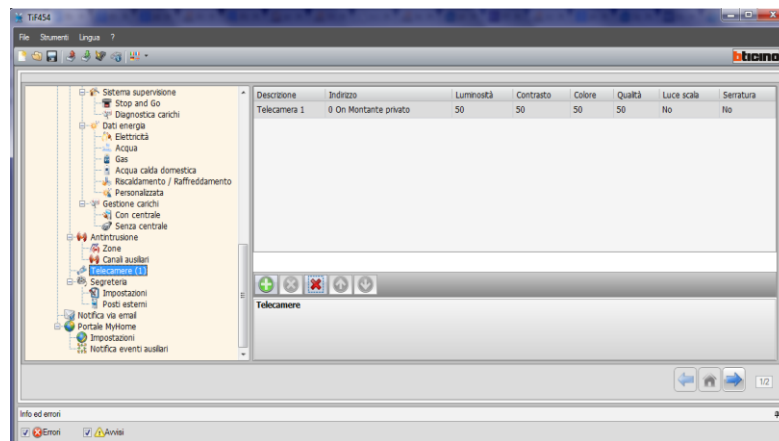 TiF454
File Strumenti Lingua ?
bticino
Sistema supervisione
Stop and Go
Diagnostica carichi
Dati energia
Elettricità
Acqua
Gas
Acqua calda domestica
Riscaldamento / Raffreddamento
Personalizzata
Gestione carichi
Con centrale
Senza centrale
Antintrusione
Zone
Canali ausiliari
Telecamere (1)
Segreteria
Impostazioni
Posti esterni
Notifica via email
Portale MyHome
Impostazioni
Notifica eventi ausiliari
Descrizione Indirizzo Luminosità Contrasto Colore Qualità Luce scala Serratura
Telecamera 1 0 On Montante privato 50 50 50 50 No No
Telecamere
1/2
Info ed errori
Errori Avvisi